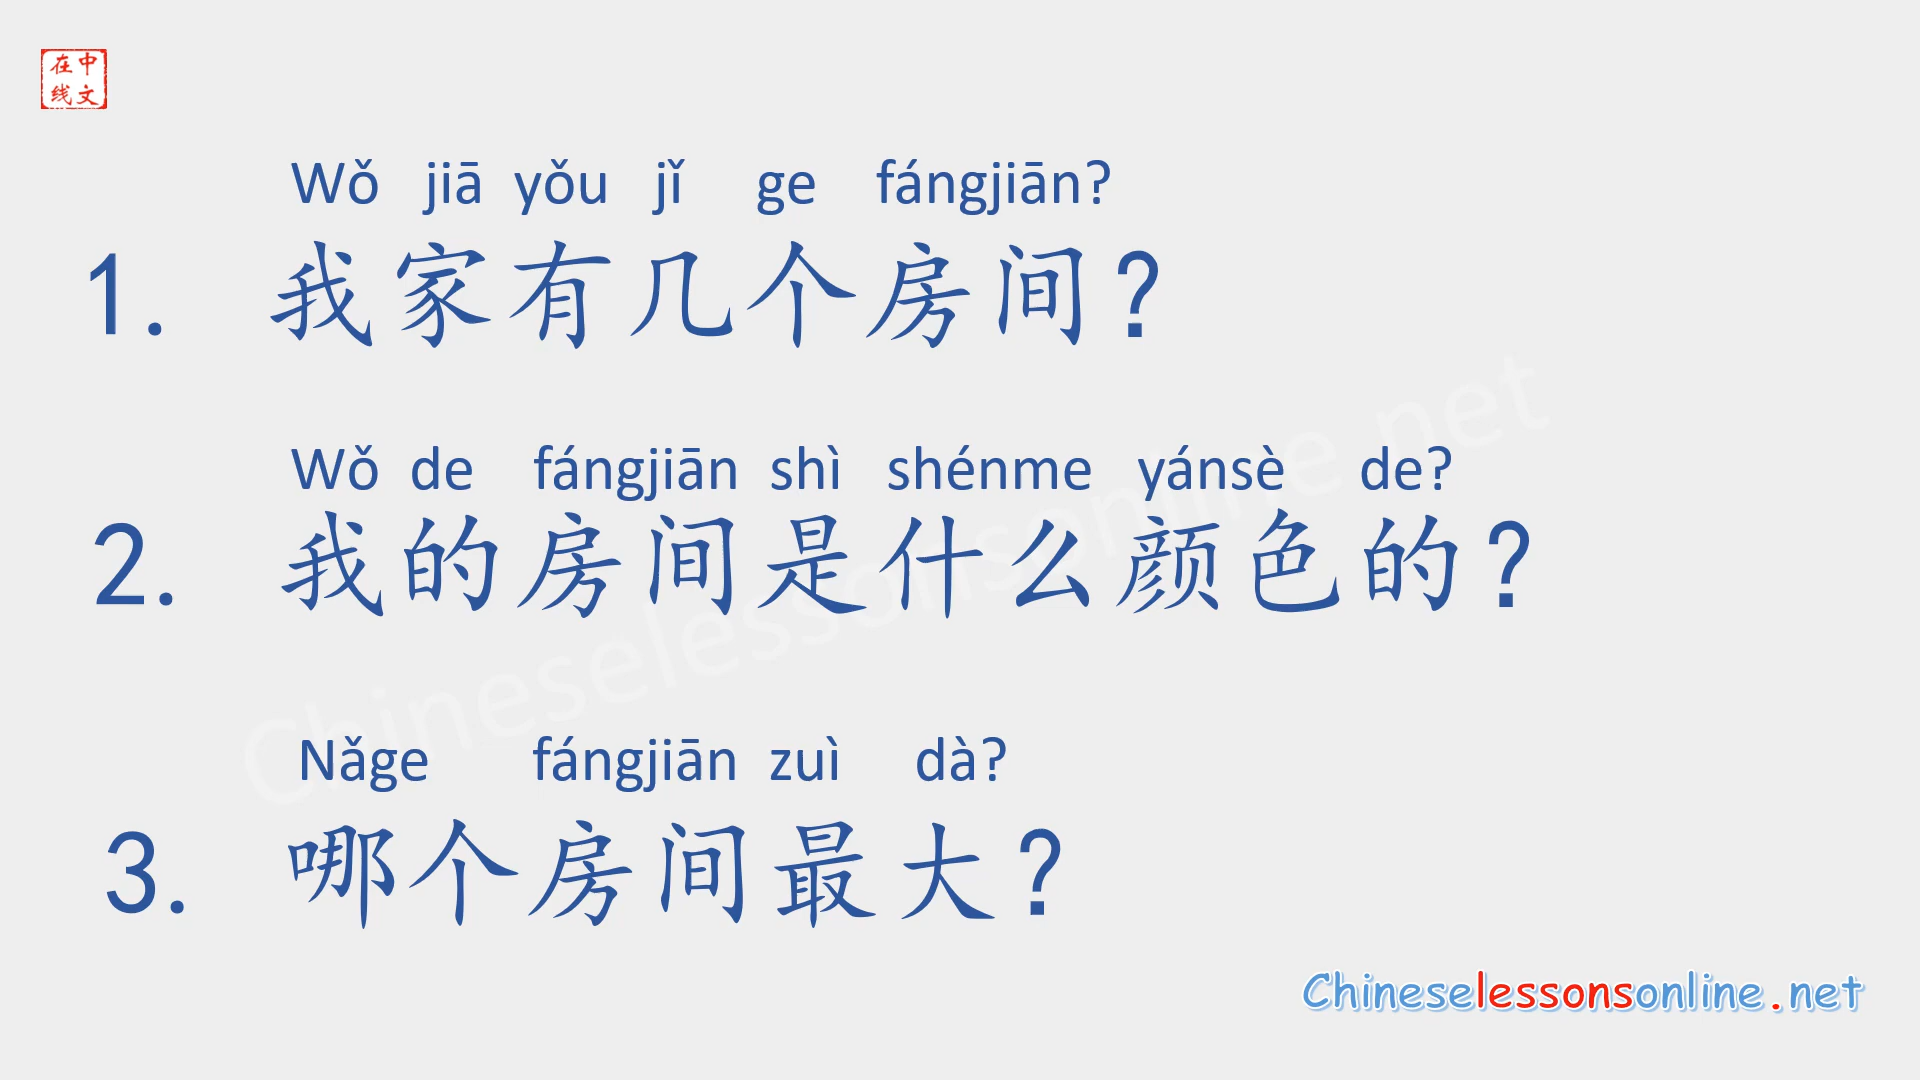 中文
在线
Wǒ jiā yǒu jǐ ge fángjiān?
1. 我家有几个房间?
Wǒ de fángjiān shì shénme yánsè de?
2. 我的房间是什么颜色的?
Nǎge fángjiān zuì dà?
3. 哪个房间最大?
Chineselessonsonline.net
Chineselessonsonline.net